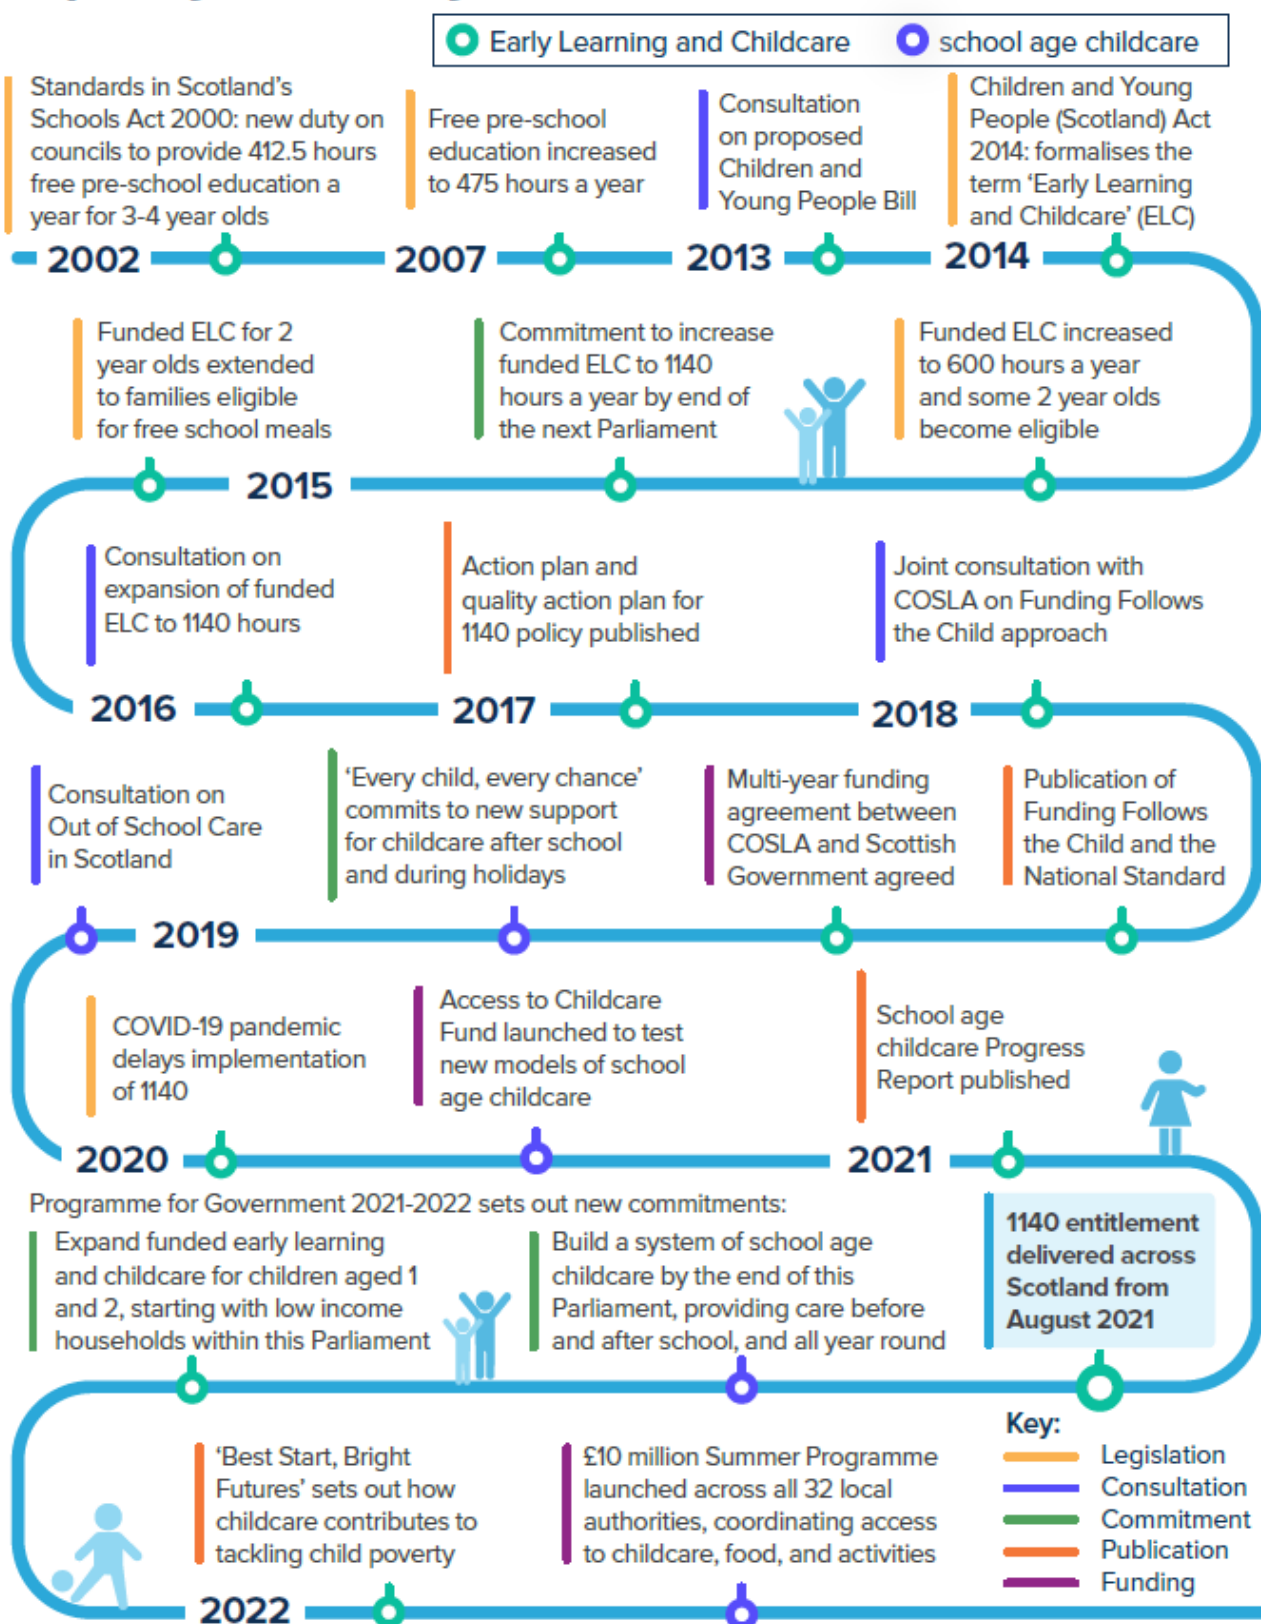 Early Learning and Childcare
school age childcare
Standards in Scotland's
Schools Act 2000: new duty on
councils to provide 412.5 hours
free pre-school education a
year for 3-4 year olds
Free pre-school
education increased
to 475 hours a year
Consultation
on proposed
Children and
Young People Bill
Children and Young
People (Scotland) Act
2014: formalises the
term ‘Early Learning
and Childcare’ (ELC)
2002
2007
2013
2014
Funded ELC for 2
year olds extended
to families eligible
for free school meals
Commitment to increase
funded ELC to 1140
hours a year by end of
the next Parliament
Funded ELC increased
to 600 hours a year
and some 2 year olds
become eligible
2015
Consultation on
expansion of funded
ELC to 1140 hours
Action plan and
quality action plan for
1140 policy published
Joint consultation with
COSLA on Funding Follows
the Child approach
2016
2017
2018
Consultation on
Out of School Care
in Scotland
‘Every child, every chance’
commits to new support
for childcare after school
and during holidays
Multi-year funding
agreement between
COSLA and Scottish
Government agreed
Publication of
Funding Follows
the Child and the
National Standard
2019
COVID-19 pandemic
delays implementation
of 1140
Access to Childcare
Fund launched to test
new models of school
age childcare
School age
childcare Progress
Report published
2020
2021
Programme for Government 2021-2022 sets out new commitments:
Expand funded early learning
and childcare for children aged 1
and 2, starting with low income
households within this Parliament
Build a system of school age
childcare by the end of this
Parliament, providing care before
and after school, and all year round
1140 entitlement
delivered across
Scotland from
August 2021
‘Best Start, Bright
Futures’ sets out how
childcare contributes to
tackling child poverty
£10 million Summer Programme
launched across all 32 local
authorities, coordinating access
to childcare, food, and activities
Key:
Legislation
Consultation
Commitment
Publication
Funding
2022